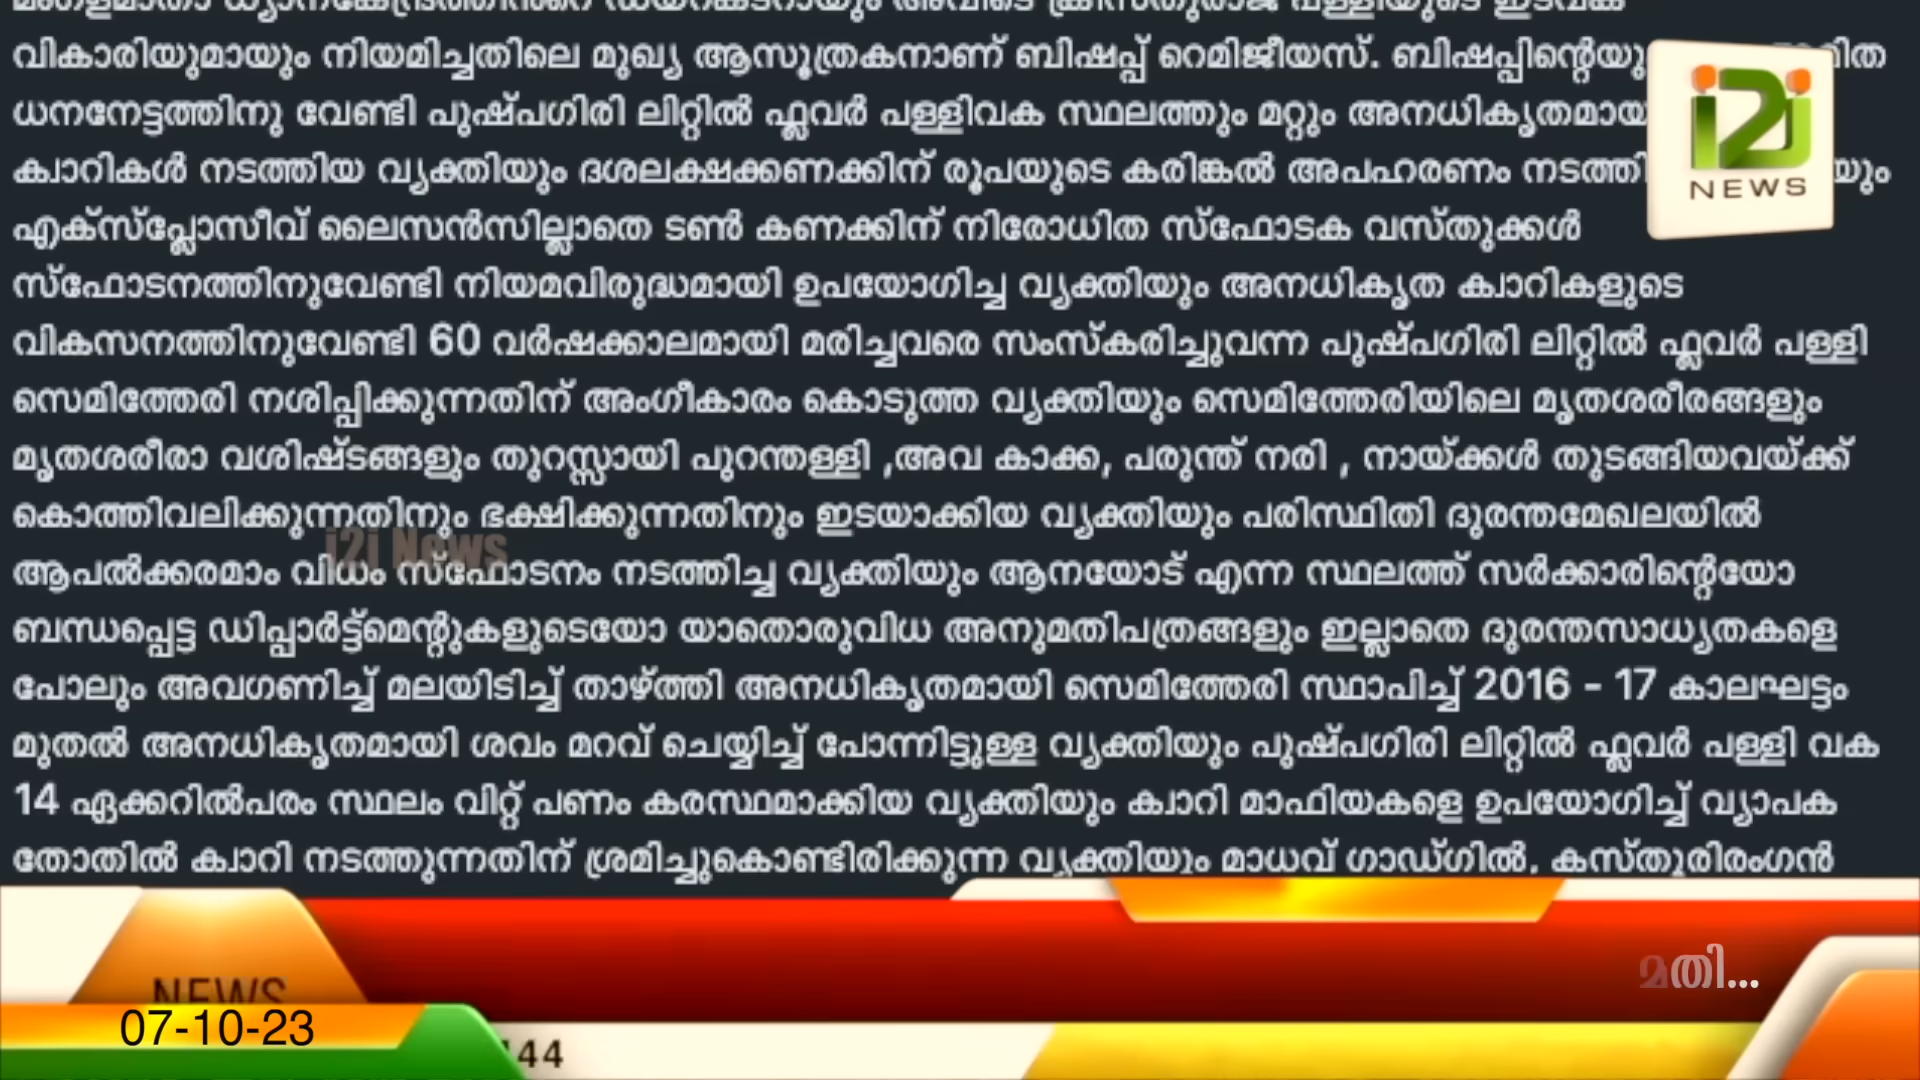 വികാരിയുമായും നിയമിച്ചതിലെ മുഖ്യ ആസൂത്രകനാണ് ബിഷപ്പ് റെമിജീയസ്. ബിഷപ്പിന്റെയു
ധനനേട്ടത്തിനു വേണ്ടി പുഷ്പഗിരി ലിറ്റിൽ ഫ്ലവർ പള്ളിവക സ്ഥലത്തും മറ്റും അനധികൃതമായ
ക്വാറികൾ നടത്തിയ വ്യക്തിയും ദശലക്ഷക്കണക്കിന് രൂപയുടെ കരിങ്കൽ അപഹരണം നടത്തി യും
എക്സ്പ്ലോസീവ് ലൈസൻസില്ലാതെ ടൺ കണക്കിന് നിരോധിത സ്ഫോടക വസ്തുക്കൾ
സ്ഫോടനത്തിനുവേണ്ടി നിയമവിരുദ്ധമായി ഉപയോഗിച്ച വ്യക്തിയും അനധികൃത ക്വാറികളുടെ
വികസനത്തിനുവേണ്ടി 60 വർഷക്കാലമായി മരിച്ചവരെ സംസ്കരിച്ചുവന്ന പുഷ്പഗിരി ലിറ്റിൽ ഫ്ലവർ പള്ളി
സെമിത്തേരി നശിപ്പിക്കുന്നതിന് അംഗീകാരം കൊടുത്ത വ്യക്തിയും സെമിത്തേരിയിലെ മൃതശരീരങ്ങളും
മൃതശരീരാ വശിഷ്ടങ്ങളും തുറസ്സായി പുറന്തള്ളി ,അവ കാക്ക, പരുന്ത് നരി , നായ്ക്കൾ തുടങ്ങിയവയ്ക്ക്
കൊത്തിവലിക്കുന്നതിനും ഭക്ഷിക്കുന്നതിനും ഇടയാക്കിയ വ്യക്തിയും പരിസ്ഥിതി ദുരന്തമേഖലയിൽ
ആപൽക്കരമാം വിധം സ്ഫോടനം നടത്തിച്ച വ്യക്തിയും ആനയോട് എന്ന സ്ഥലത്ത് സർക്കാരിന്റെയോ
ബന്ധപ്പെട്ട ഡിപ്പാർട്ട്മെന്റുകളുടെയോ യാതൊരുവിധ അനുമതിപത്രങ്ങളും ഇല്ലാതെ ദുരന്തസാധ്യതകളെ
പോലും അവഗണിച്ച് മലയിടിച്ച് താഴ്ത്തി അനധികൃതമായി സെമിത്തേരി സ്ഥാപിച്ച് 2016 - 17 കാലഘട്ടം
മുതൽ അനധികൃതമായി ശവം മറവ് ചെയ്യിച്ച് പോന്നിട്ടുള്ള വ്യക്തിയും പുഷ്പഗിരി ലിറ്റിൽ ഫ്ലവർ പള്ളി വക
14 ഏക്കറിൽപരം സ്ഥലം വിറ്റ് പണം കരസ്ഥമാക്കിയ വ്യക്തിയും ക്വാറി മാഫിയകളെ ഉപയോഗിച്ച് വ്യാപക
തോതിൽ ക്വാറി നടത്തുന്നതിന് ശ്രമിച്ചുകൊണ്ടിരിക്കുന്ന വ്യക്തിയും മാധവ് ഗാഡ്ഗിൽ, കസ്തൂരിരംഗൻ
i2i
NEWS
i2i News
മതി...
NEWS
07-10-23
144